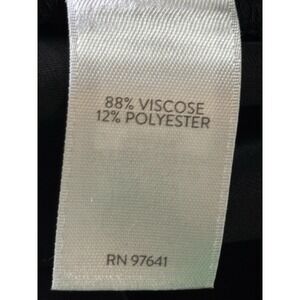 88% VISCOSE
12% POLYESTER
RN 97641